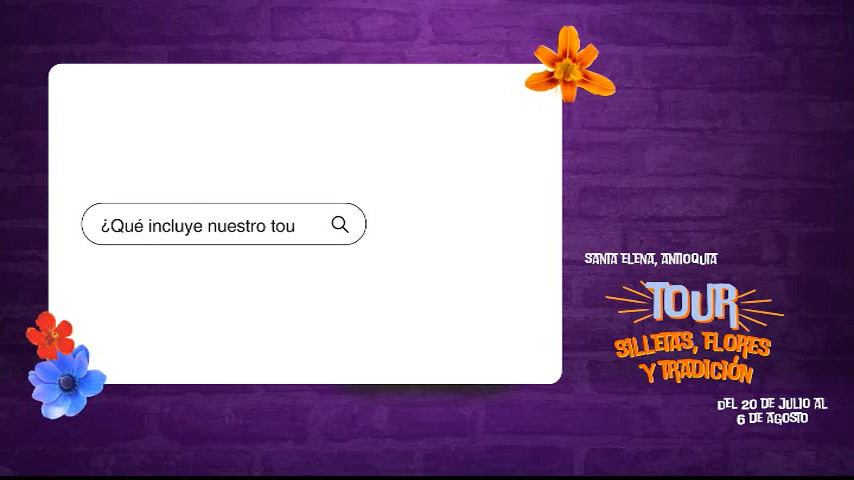 ¿Qué incluye nuestro tou
SANTA ELENA, ANTIOQUIA
TOUR
SILLETAS, FLORES
Y TRADICIÓN
DEL 20 DE JULIO AL
6 DE AGOSTO